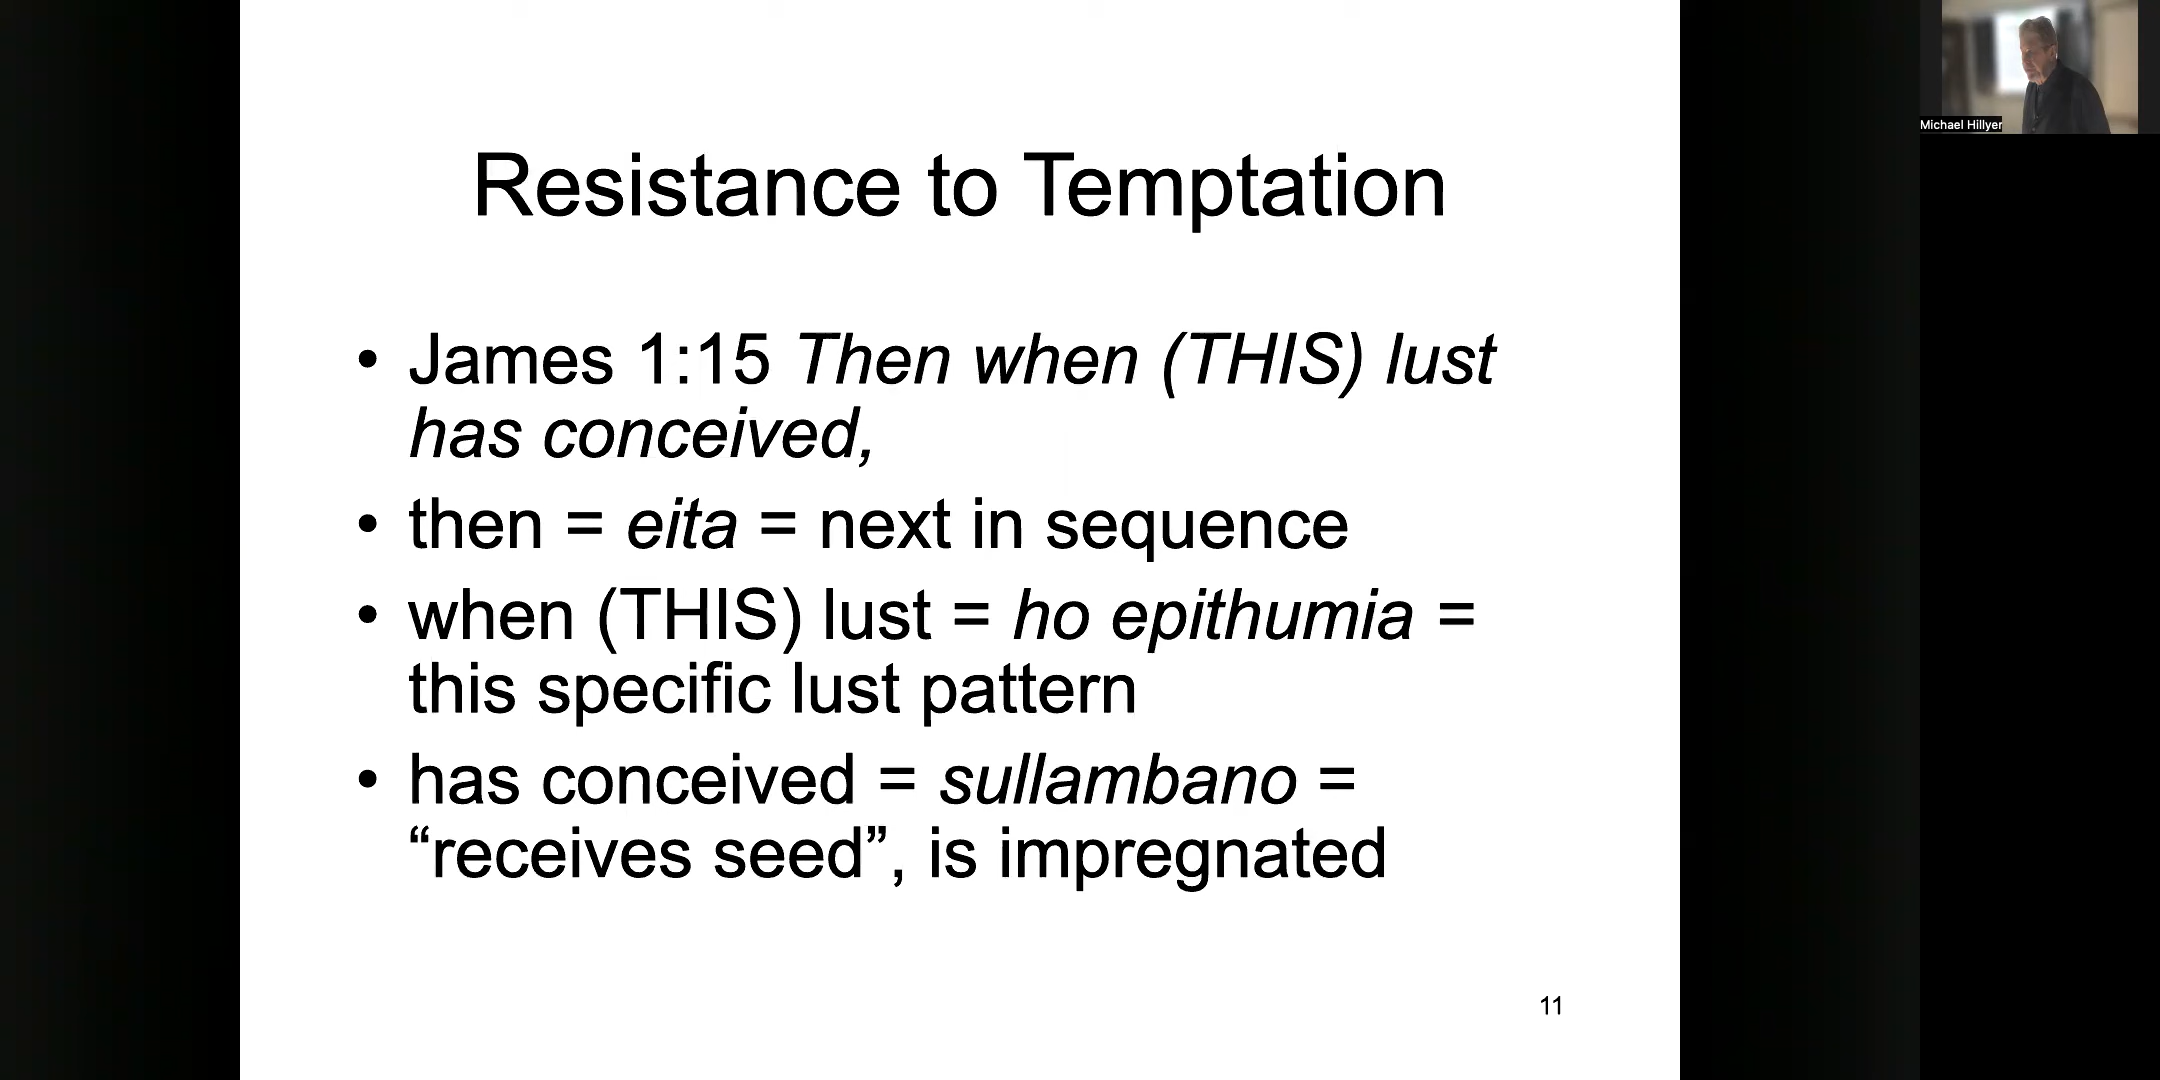 Resistance to Temptation
• James 1:15 Then when (THIS) lust
has conceived,
• then = eita = next in sequence
• when (THIS) lust = ho epithumia =
this specific lust pattern
• has conceived = sullambano =
“receives seed”, is impregnated
11
Michael Hillyer